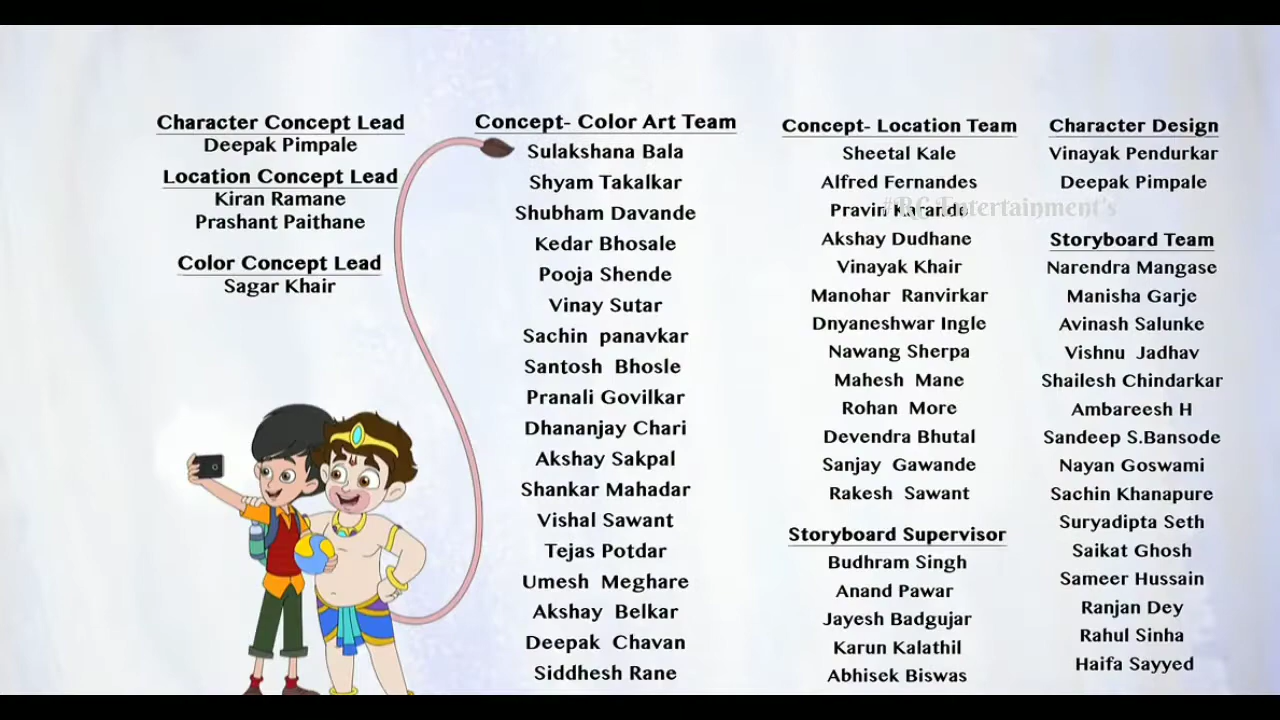 Character Concept Lead
Deepak Pimpale
Location Concept Lead
Kiran Ramane
Prashant Paithane
Color Concept Lead
Sagar Khair
Concept- Color Art Team
Sulakshana Bala
Shyam Takalkar
Shubham Davande
Kedar Bhosale
Pooja Shende
Vinay Sutar
Sachin panavkar
Santosh Bhosle
Pranali Govilkar
Dhananjay Chari
Akshay Sakpal
Shankar Mahadar
Vishal Sawant
Tejas Potdar
Umesh Meghare
Akshay Belkar
Deepak Chavan
Siddhesh Rane
Concept- Location Team
Sheetal Kale
Alfred Fernandes
Pravin Karande
Akshay Dudhane
Vinayak Khair
Manohar Ranvirkar
Dnyaneshwar Ingle
Nawang Sherpa
Mahesh Mane
Rohan More
Devendra Bhutal
Sanjay Gawande
Rakesh Sawant
Storyboard Supervisor
Budhram Singh
Anand Pawar
Jayesh Badgujar
Karun Kalathil
Abhisek Biswas
Character Design
Vinayak Pendurkar
Deepak Pimpale
Entertainment's
Storyboard Team
Narendra Mangase
Manisha Garje
Avinash Salunke
Vishnu Jadhav
Shailesh Chindarkar
Ambareesh H
Sandeep S.Bansode
Nayan Goswami
Sachin Khanapure
Suryadipta Seth
Saikat Ghosh
Sameer Hussain
Ranjan Dey
Rahul Sinha
Haifa Sayyed